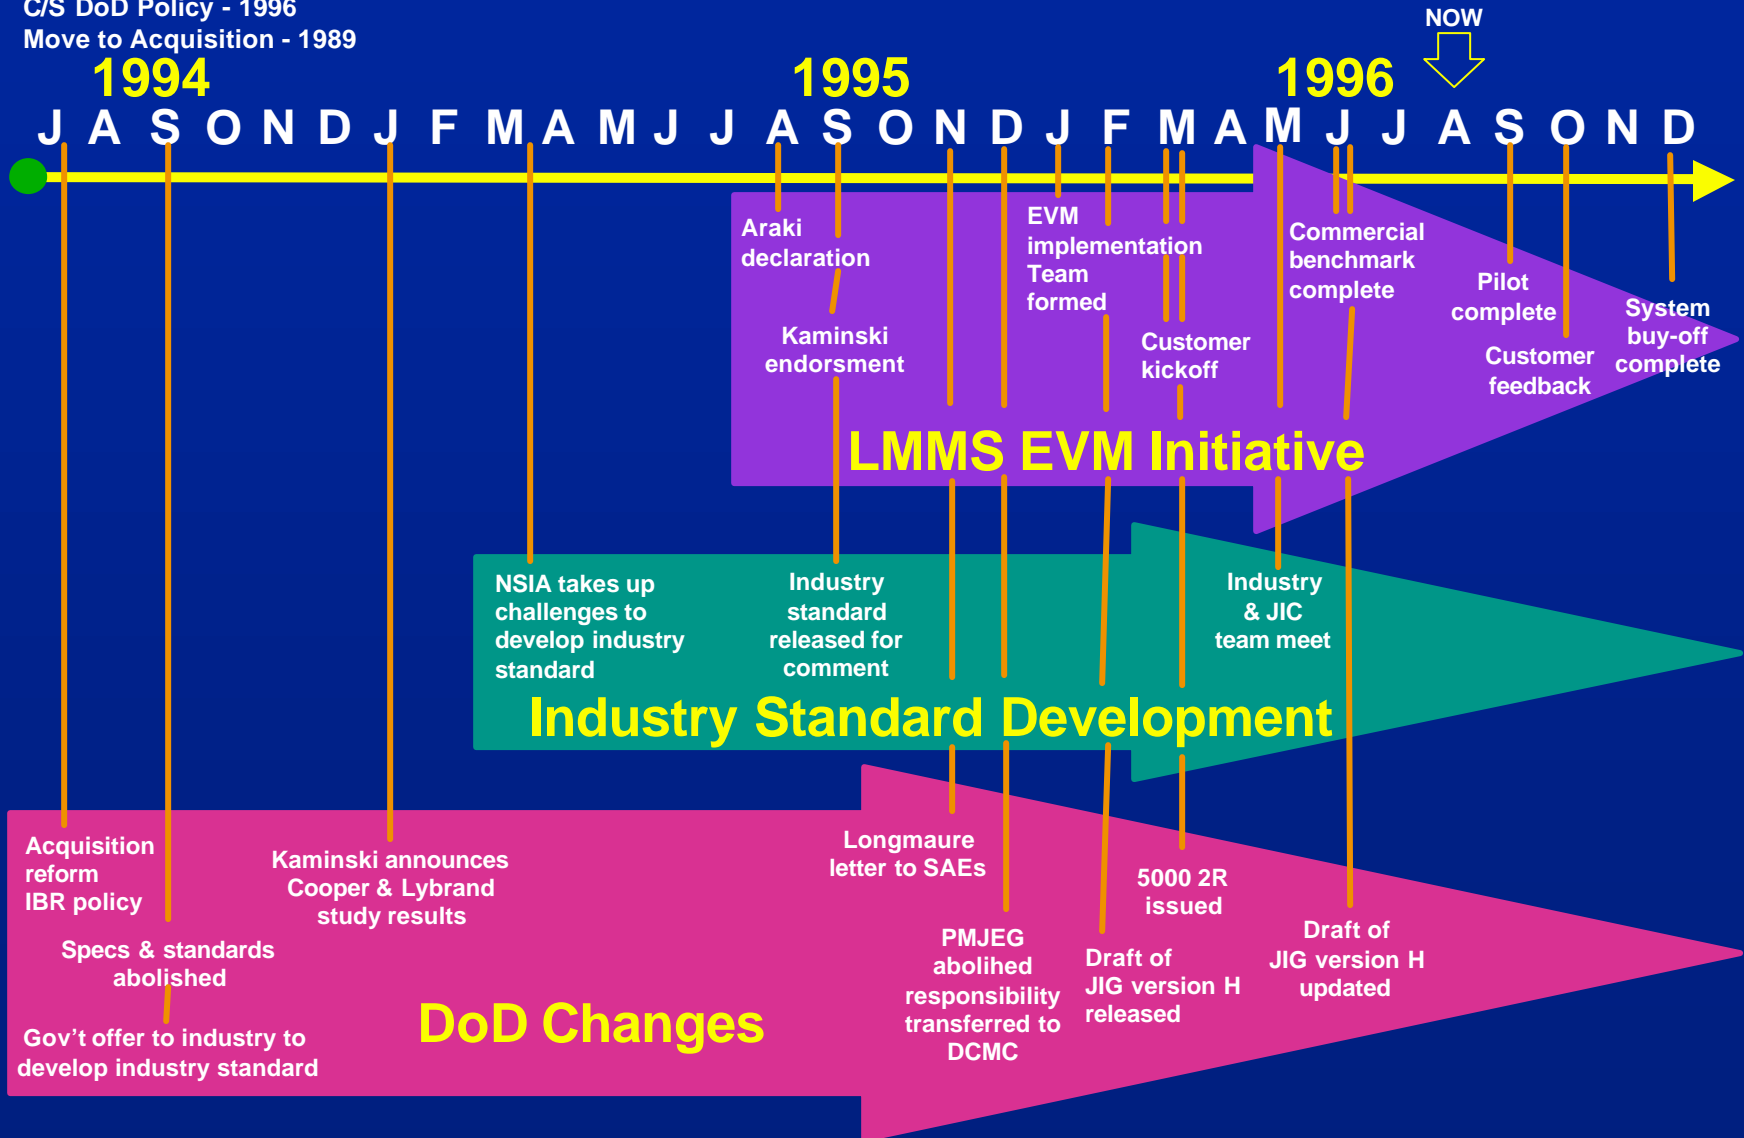 C/S DoD Policy - 1996
Move to Acquisition - 1989
NOW
1994 1995 1996
J A S O N D J F M A M J J A S O N D J F M A M J J A S O N D
Araki
declaration
Kaminski
endorsment
EVM
implementation
Team
formed
Customer
kickoff
Commercial
benchmark
complete
Pilot
complete
Customer
feedback
System
buy-off
complete
LMMS EVM Initiative
NSIA takes up
challenges to
develop industry
standard
Industry
standard
released for
comment
Industry
& JIC
team meet
Industry Standard Development
Acquisition
reform
IBR policy
Specs & standards
abolished
Gov't offer to industry to
develop industry standard
Kaminski announces
Cooper & Lybrand
study results
Longmaure
letter to SAEs
PMJEG
abolihed
responsibility
transferred to
DCMC
Draft of
JIG version H
released
5000 2R
issued
Draft of
JIG version H
updated
DoD Changes